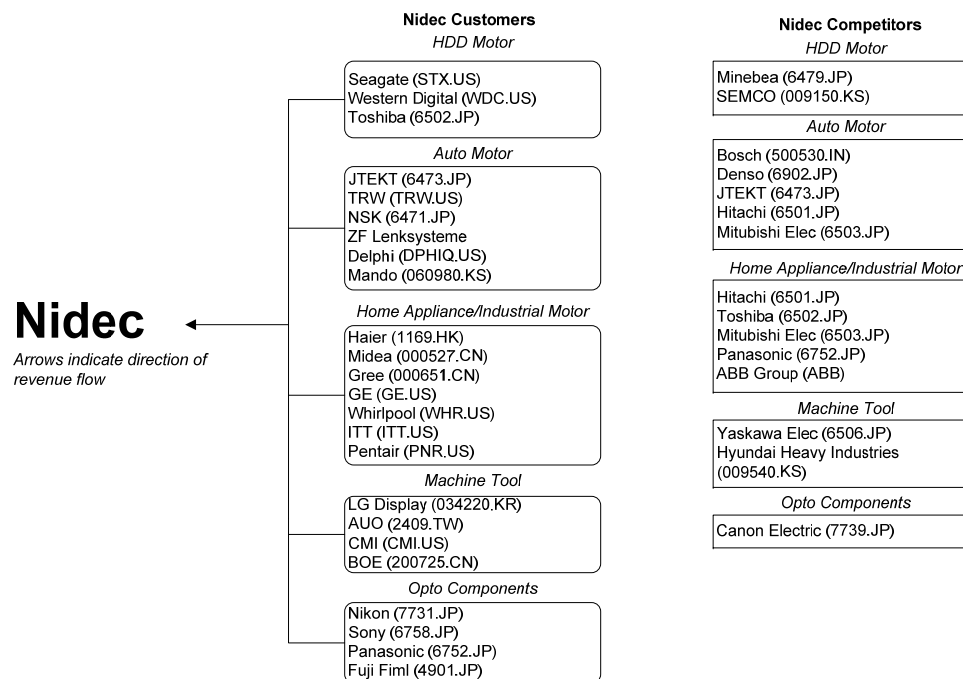 Nidec Customers
HDD Motor
Seagate (STX.US)
Western Digital (WDC.US)
Toshiba (6502.JP)
Auto Motor
JTEKT (6473.JP)
TRW (TRW.US)
NSK (6471.JP)
ZF Lenksysteme
Delphi (DPHIQ.US)
Mando (060980.KS)
Nidec
Arrows indicate direction of
revenue flow
Home Appliance/Industrial Motor
Haier (1169.HK)
Midea (000527.CN)
Gree (000651.CN)
GE (GE.US)
Whirlpool (WHR.US)
ITT (ITT.US)
Pentair (PNR.US)
Machine Tool
LG Display (034220.KR)
AUO (2409.TW)
CMI (CMI.US)
BOE (200725.CN)
Opto Components
Nikon (7731.JP)
Sony (6758.JP)
Panasonic (6752.JP)
Fuji Fiml (4901.JP)
Nidec Competitors
HDD Motor
Minebea (6479.JP)
SEMCO (009150.KS)
Auto Motor
Bosch (500530.IN)
Denso (6902.JP)
JTEKT (6473.JP)
Hitachi (6501.JP)
Mitubishi Elec (6503.JP)
Home Appliance/Industrial Motor
Hitachi (6501.JP)
Toshiba (6502.JP)
Mitubishi Elec (6503.JP)
Panasonic (6752.JP)
ABB Group (ABB)
Machine Tool
Yaskawa Elec (6506.JP)
Hyundai Heavy Industries
(009540.KS)
Opto Components
Canon Electric (7739.JP)